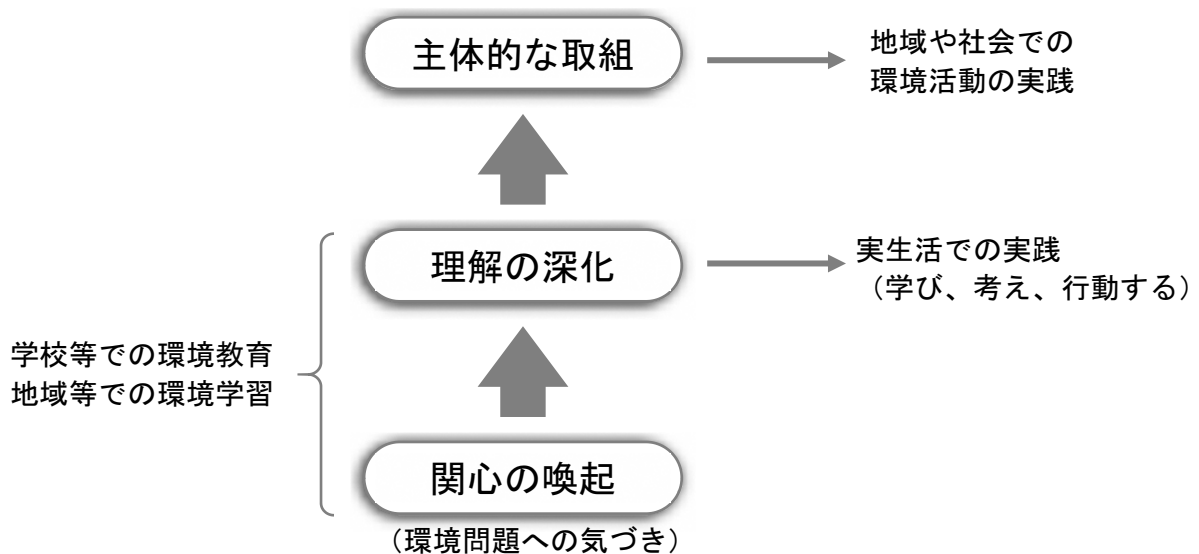 主体的な取組
地域や社会での
環境活動の実践
理解の深化
実生活での実践
（学び、考え、行動する）
学校等での環境教育
地域等での環境学習
関心の喚起
（環境問題への気づき）